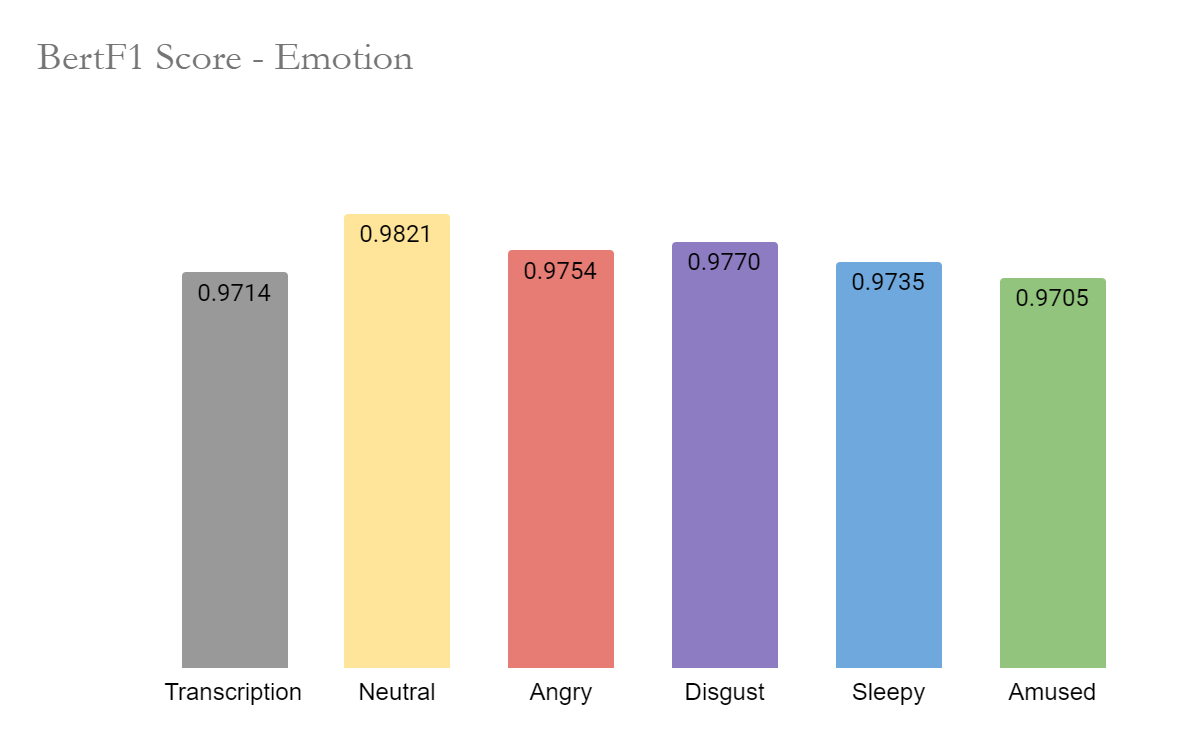 BertF1 Score - Emotion
0.9714
0.9821
0.9754
0.9770
0.9735
0.9705
Transcription
Neutral
Angry
Disgust
Sleepy
Amused